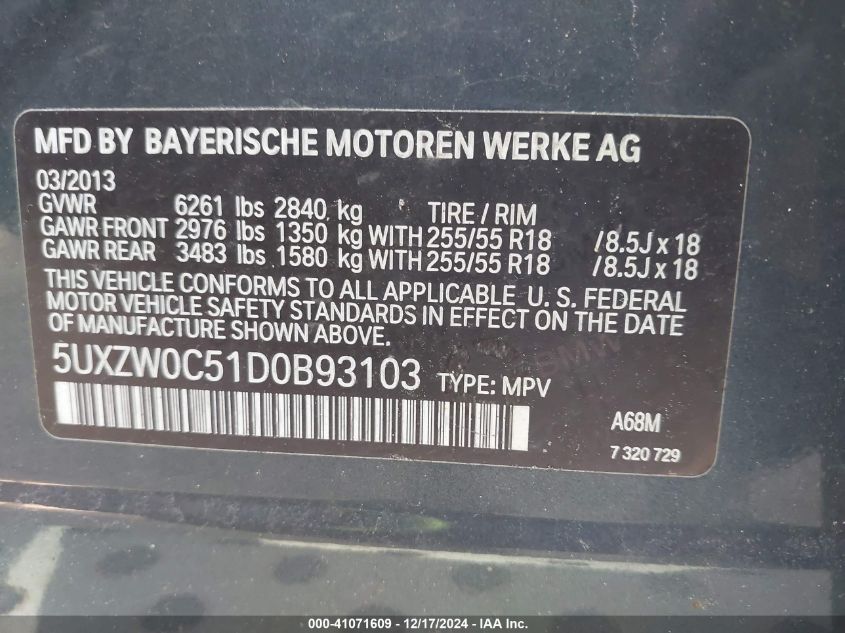 MFD BY BAYERISCHE MOTOREN WERKE AG
03/2013
GVWR 6261 lbs 2840 kg TIRE / RIM
GAWR FRONT 2976 lbs 1350 kg WITH 255/55 R18 / 8.5J x 18
GAWR REAR 3483 lbs 1580 kg WITH 255/55 R18 / 8.5J x 18
THIS VEHICLE CONFORMS TO ALL APPLICABLE U. S. FEDERAL
MOTOR VEHICLE SAFETY STANDARDS IN EFFECT ON THE DATE
OF MANUFACTURE SHOWN ABOVE.
5UXZW0C51D0B93103 TYPE: MPV
A68M
7 320 729
000-41071609 - 12/17/2024 - IAA Inc.